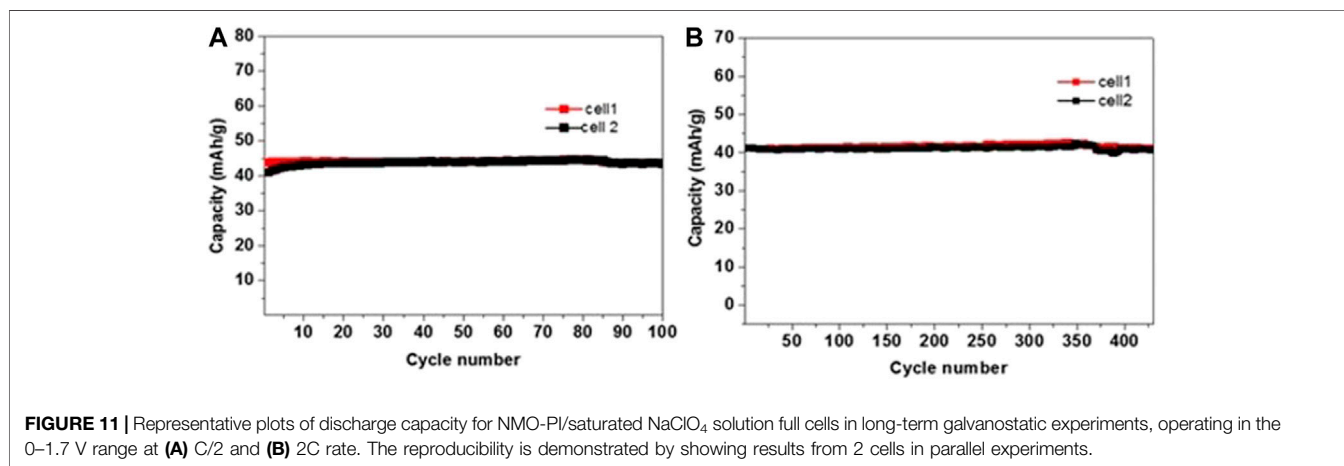 A
80
70
60
50
40
30
20
10
Capacity (mAh/g)
cell1
cell 2
10 20 30 40 50 60 70 80 90 100
Cycle number
B
70
60
50
40
30
20
10
0
Capacity (mAh/g)
cell1
cell2
50 100 150 200 250 300 350 400
Cycle number
FIGURE 11 | Representative plots of discharge capacity for NMO-PI/saturated NaClO₄ solution full cells in long-term galvanostatic experiments, operating in the
0–1.7 V range at (A) C/2 and (B) 2C rate. The reproducibility is demonstrated by showing results from 2 cells in parallel experiments.